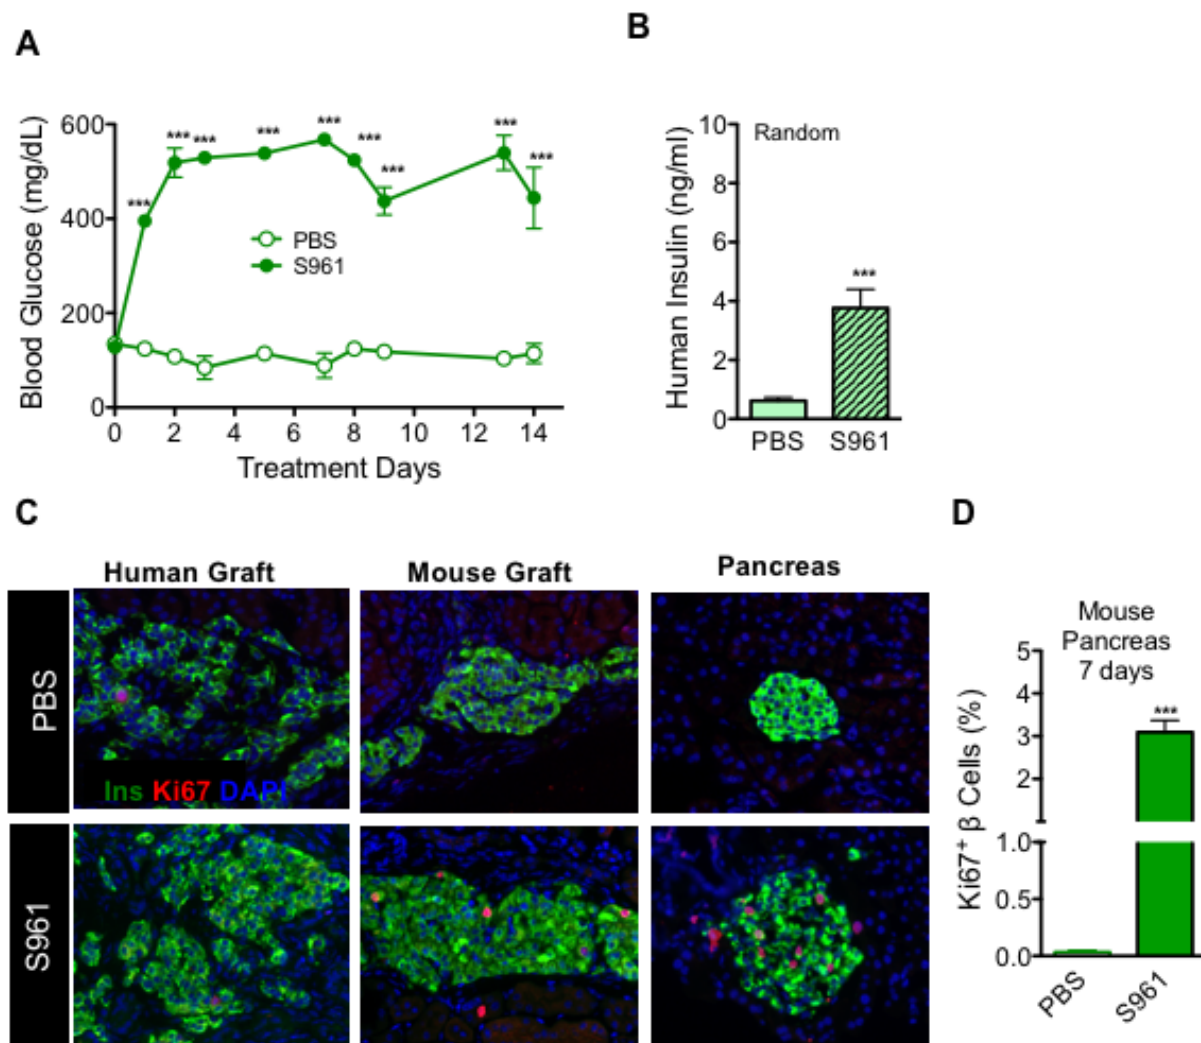 A
Blood Glucose (mg/dL)
600
400
200
0
***
***
***
***
***
***
***
***
***
PBS
S961
0
2
4
6
8
10
12
14
Treatment Days
B
Human Insulin (ng/ml)
10
8
6
4
2
0
Random
***
PBS
S961
C
Human Graft
Mouse Graft
Pancreas
PBS
Ins Ki67 DAPI
S961
D
Mouse
Pancreas
7 days
Ki67⁺ β Cells (%)
5
4
3
2
1.0
0.5
0.0
***
PBS
S961